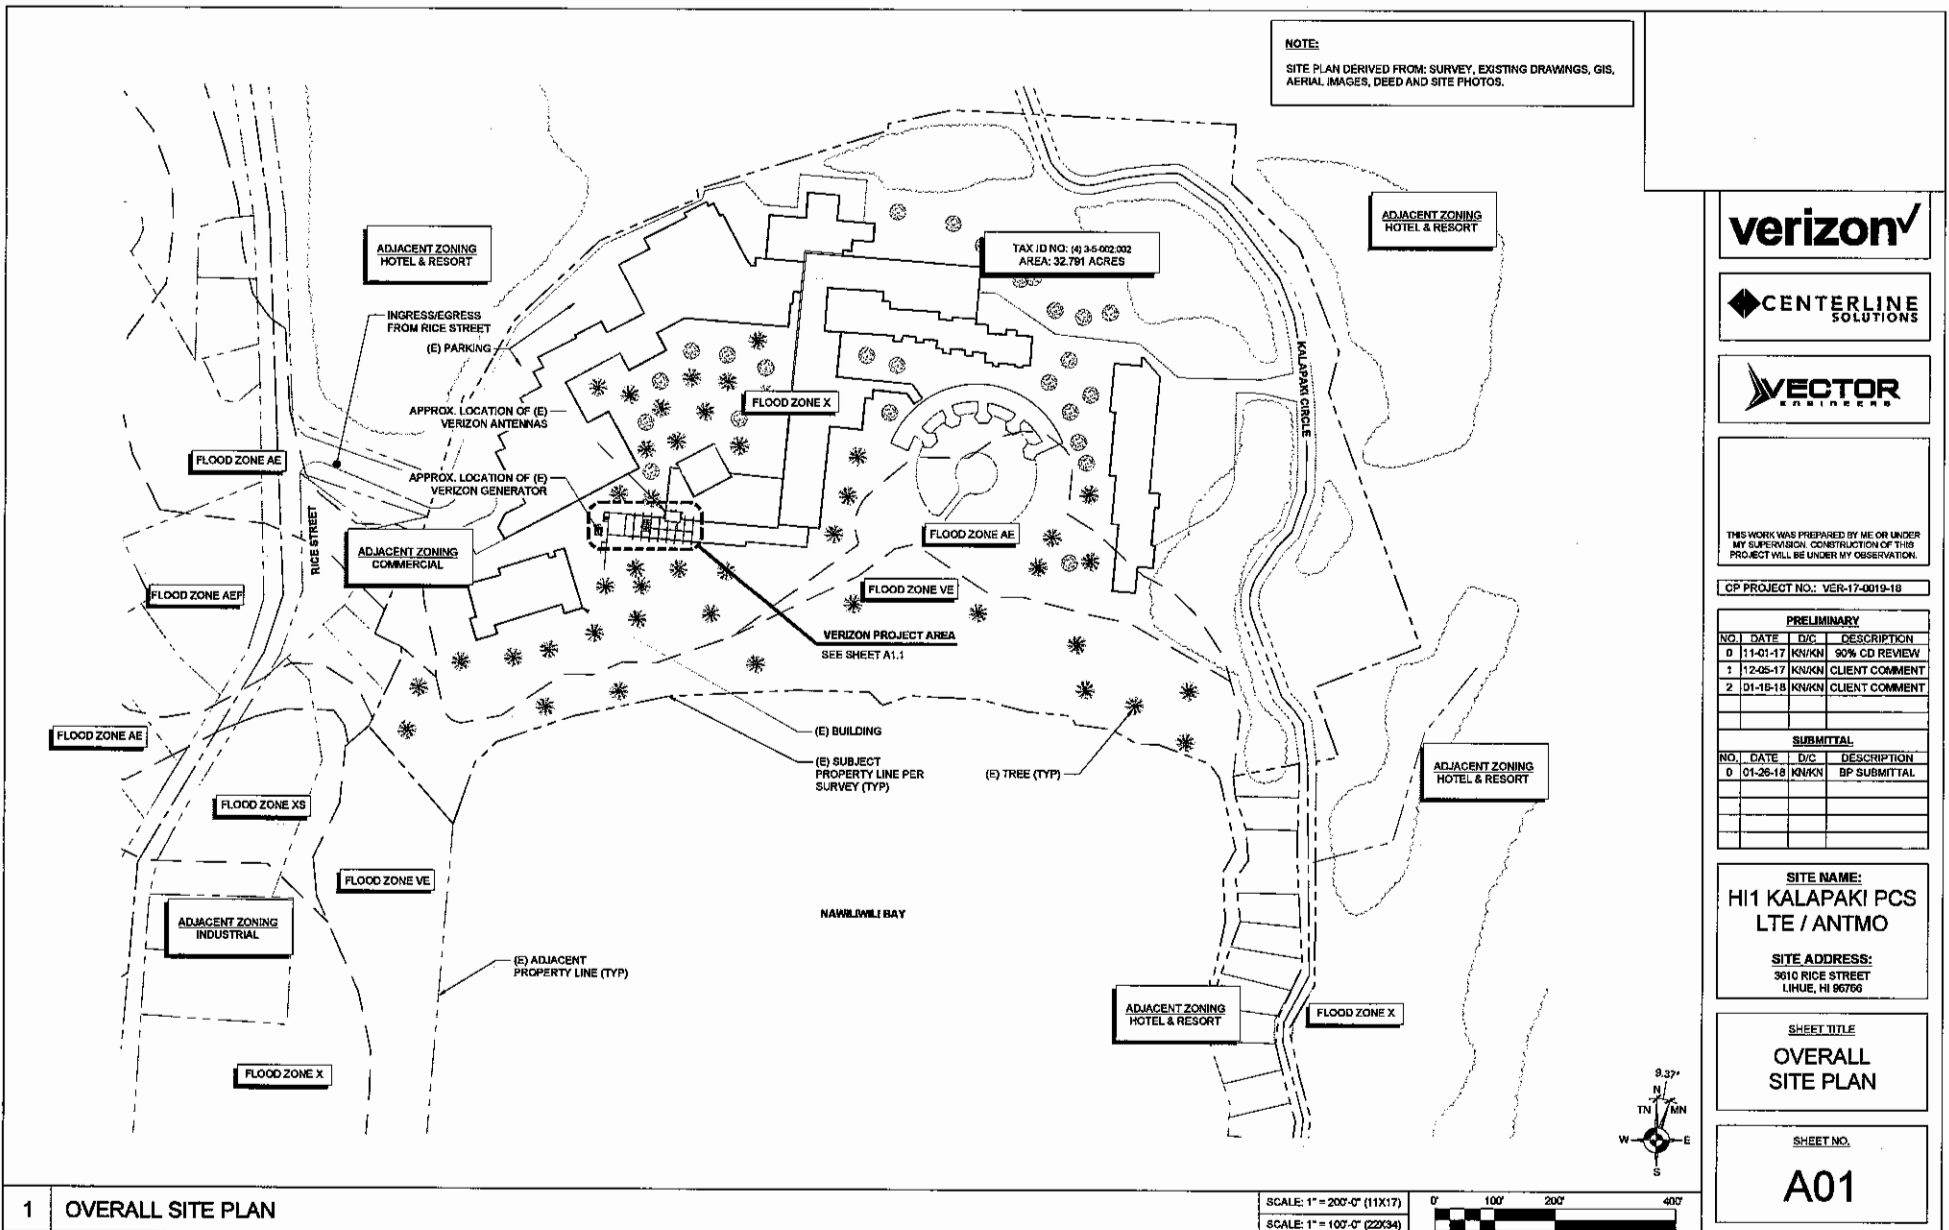 NOTE:
SITE PLAN DERIVED FROM: SURVEY, EXISTING DRAWINGS, GIS,
AERIAL IMAGES, DEED AND SITE PHOTOS.
ADJACENT ZONING
HOTEL & RESORT
ADJACENT ZONING
HOTEL & RESORT
TAX ID NO: (4) 3-5-002:002
AREA: 32.791 ACRES
INGRESS/EGRESS
FROM RICE STREET
(E) PARKING
KALAPAKI CIRCLE
FLOOD ZONE X
APPROX. LOCATION OF (E)
VERIZON ANTENNAS
FLOOD ZONE AE
APPROX. LOCATION OF (E)
VERIZON GENERATOR
RICE STREET
FLOOD ZONE AE
ADJACENT ZONING
COMMERCIAL
FLOOD ZONE AEF
FLOOD ZONE VE
VERIZON PROJECT AREA
SEE SHEET A1.1
FLOOD ZONE AE
(E) BUILDING
(E) SUBJECT
PROPERTY LINE PER
SURVEY (TYP)
(E) TREE (TYP)
ADJACENT ZONING
HOTEL & RESORT
FLOOD ZONE XS
FLOOD ZONE VE
ADJACENT ZONING
INDUSTRIAL
NAWILIWILI BAY
(E) ADJACENT
PROPERTY LINE (TYP)
ADJACENT ZONING
HOTEL & RESORT
FLOOD ZONE X
FLOOD ZONE X
9.37°
N
TN MN
W E
S
1 OVERALL SITE PLAN
SCALE: 1" = 200'-0" (11X17)
SCALE: 1" = 100'-0" (22X34)
0' 100' 200' 400'
verizon
CENTERLINE
SOLUTIONS
VECTOR
ENGINEERS
THIS WORK WAS PREPARED BY ME OR UNDER
MY SUPERVISION. CONSTRUCTION OF THIS
PROJECT WILL BE UNDER MY OBSERVATION.
CP PROJECT NO.: VER-17-0019-18
PRELIMINARY
NO. DATE D/C DESCRIPTION
0 11-01-17 KN/KN 90% CD REVIEW
1 12-05-17 KN/KN CLIENT COMMENT
2 01-18-18 KN/KN CLIENT COMMENT
SUBMITTAL
NO. DATE D/C DESCRIPTION
0 01-26-18 KN/KN BP SUBMITTAL
SITE NAME:
HI1 KALAPAKI PCS
LTE / ANTMO
SITE ADDRESS:
3610 RICE STREET
LIHUE, HI 96766
SHEET TITLE
OVERALL
SITE PLAN
SHEET NO.
A01